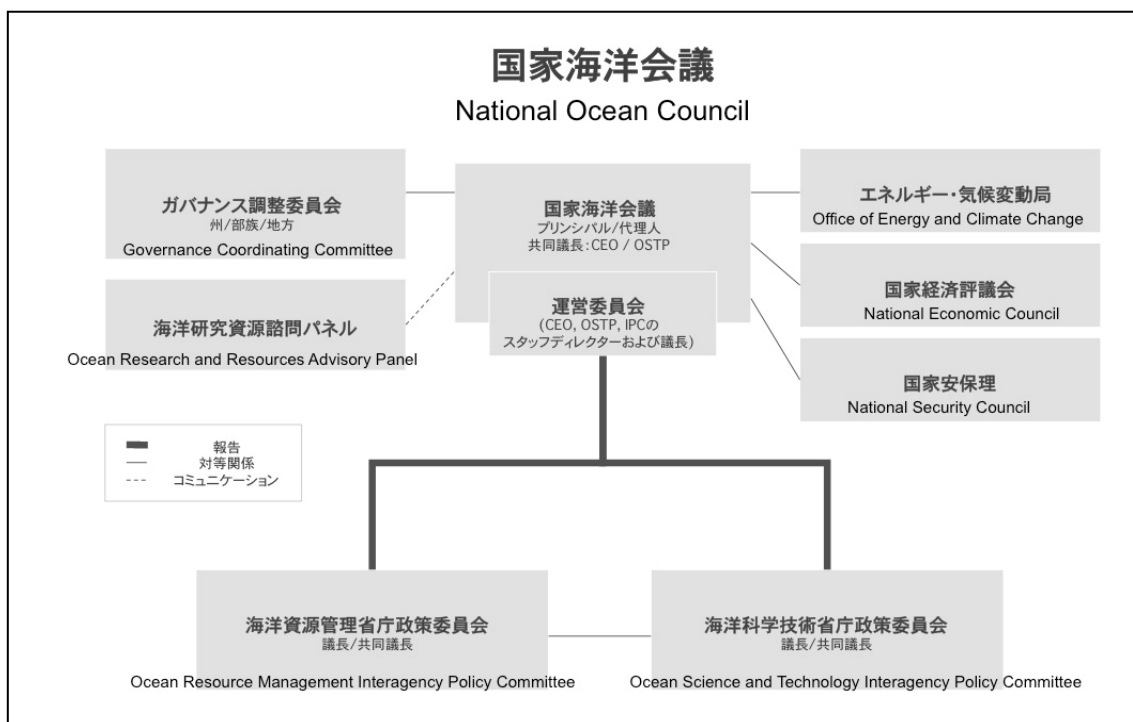 国家海洋会議
National Ocean Council
ガバナンス調整委員会
州/部族/地方
Governance Coordinating Committee
国家海洋会議
プリンシパル/代理人
共同議長：CEO / OSTP
エネルギー・気候変動局
Office of Energy and Climate Change
国家経済評議会
National Economic Council
海洋研究資源諮問パネル
Ocean Research and Resources Advisory Panel
運営委員会
(CEO, OSTP, IPCの
スタッフディレクターおよび議長)
国家安保理
National Security Council
報告
対等関係
コミュニケーション
海洋資源管理省庁政策委員会
議長/共同議長
Ocean Resource Management Interagency Policy Committee
海洋科学技術省庁政策委員会
議長/共同議長
Ocean Science and Technology Interagency Policy Committee